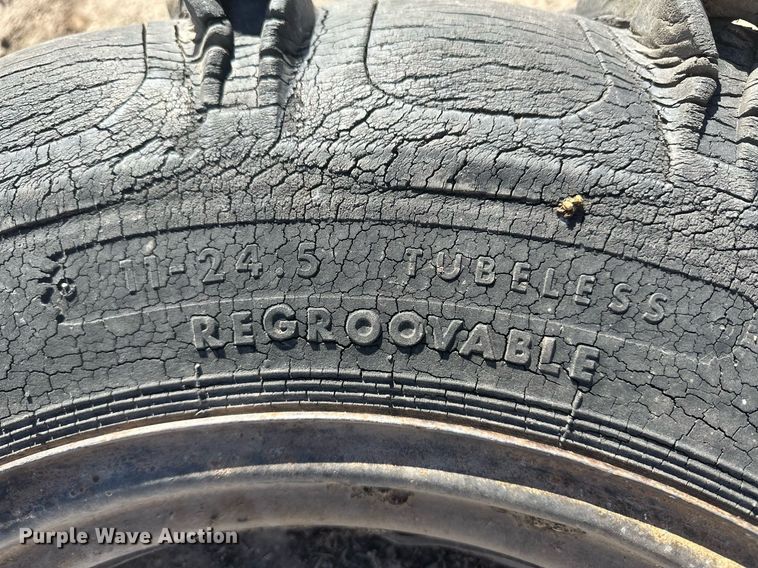 11-24.5 TUBELESS
REGROOVABLE
Purple Wave Auction®